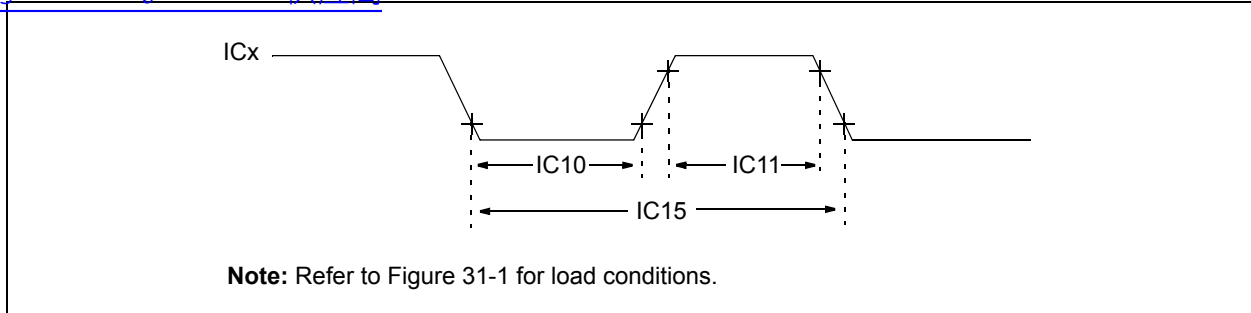 ICx
IC10
IC11
IC15
Note: Refer to Figure 31-1 for load conditions.